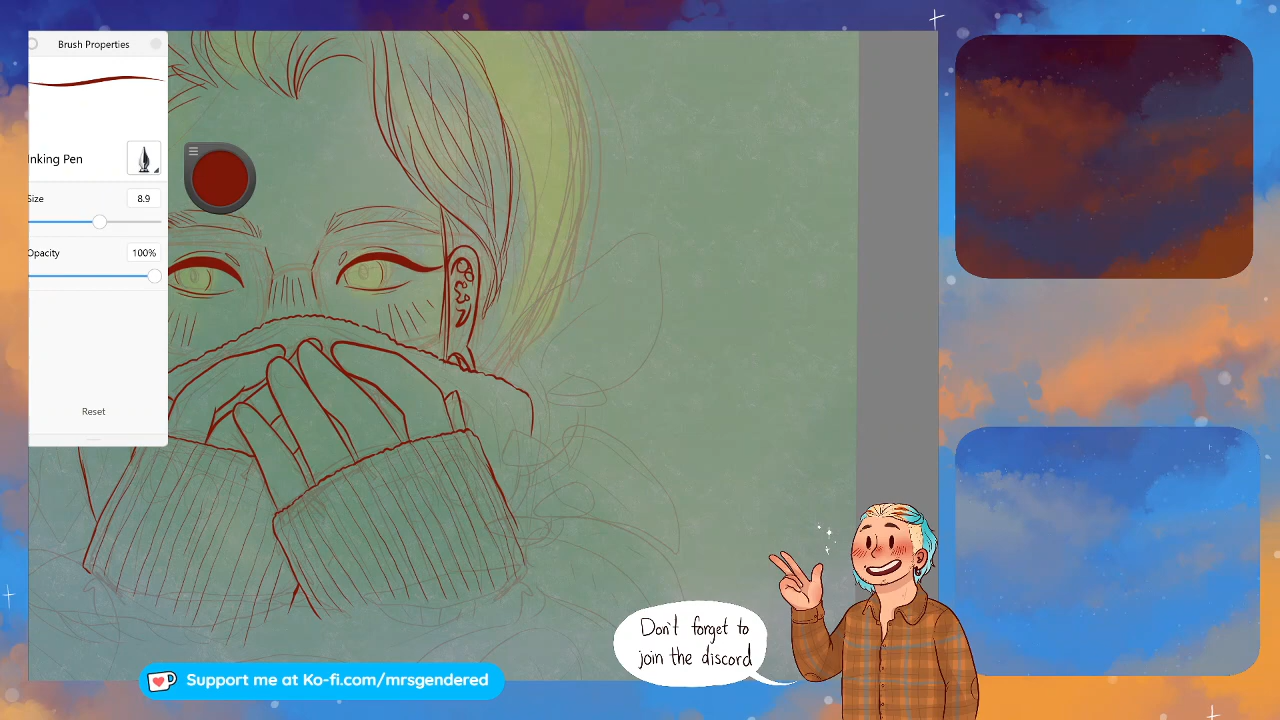 Brush Properties
nking Pen
Size
8.9
Opacity
100%
Reset
Don't forget to
join the discord
Support me at Ko-fi.com/mrsgendered